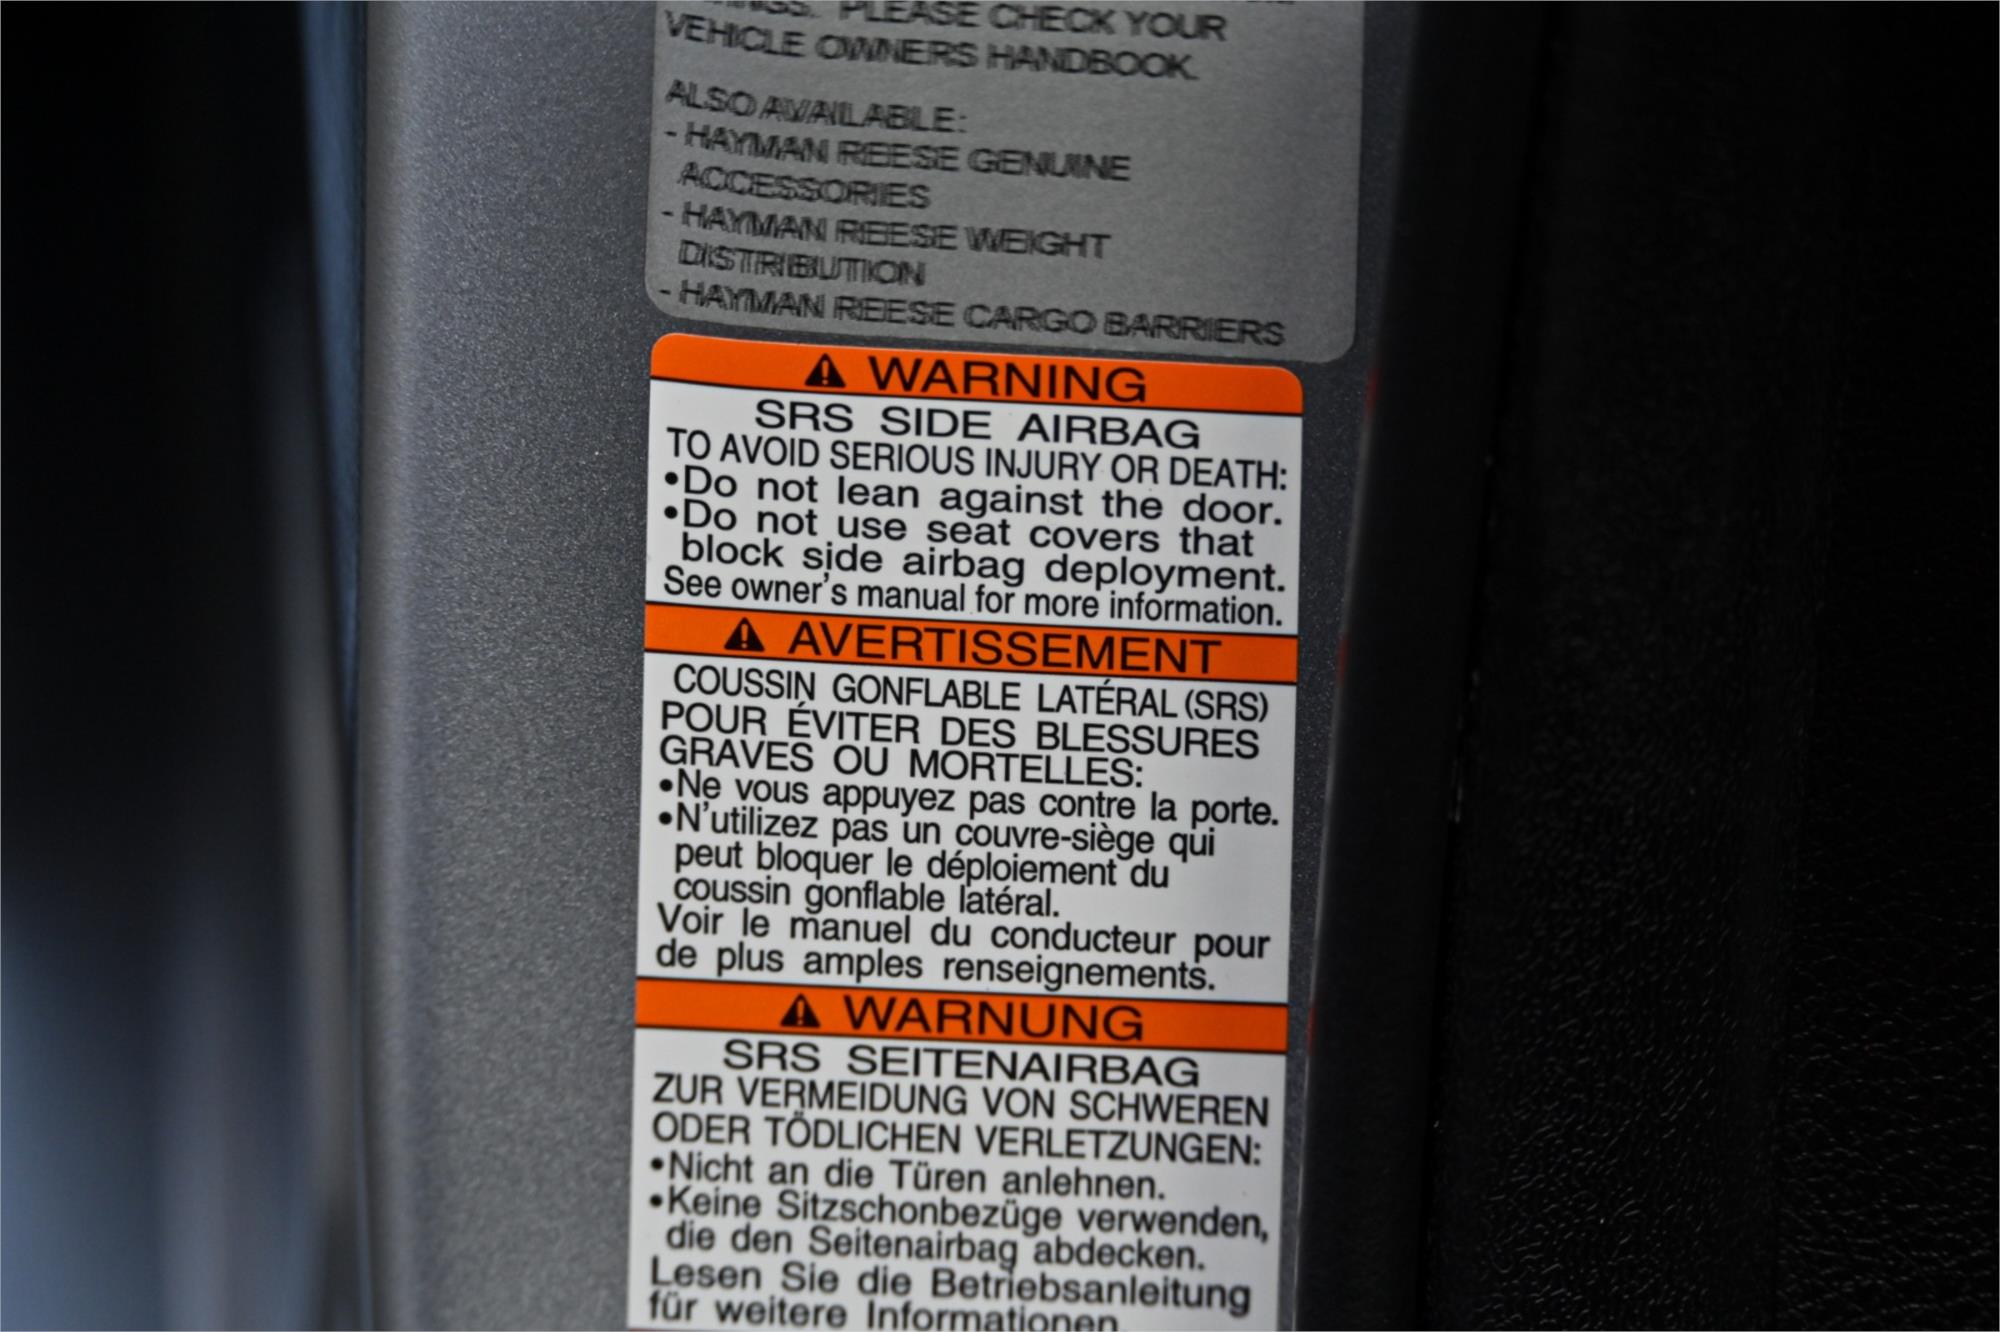 PLEASE CHECK YOUR
VEHICLE OWNERS HANDBOOK.
ALSO AVAILABLE:
- HAYMAN REESE GENUINE
ACCESSORIES
- HAYMAN REESE WEIGHT
DISTRIBUTION
- HAYMAN REESE CARGO BARRIERS
WARNING
SRS SIDE AIRBAG
TO AVOID SERIOUS INJURY OR DEATH:
•Do not lean against the door.
•Do not use seat covers that
block side airbag deployment.
See owner's manual for more information.
AVERTISSEMENT
COUSSIN GONFLABLE LATÉRAL (SRS)
POUR ÉVITER DES BLESSURES
GRAVES OU MORTELLES:
•Ne vous appuyez pas contre la porte.
•N'utilizez pas un couvre-siège qui
peut bloquer le déploiement du
coussin gonflable latéral.
Voir le manuel du conducteur pour
de plus amples renseignements.
WARNUNG
SRS SEITENAIRBAG
ZUR VERMEIDUNG VON SCHWEREN
ODER TÖDLICHEN VERLETZUNGEN:
•Nicht an die Türen anlehnen.
•Keine Sitzschonbezüge verwenden,
die den Seitenairbag abdecken.
Lesen Sie die Betriebsanleitung
für weitere Informationen.